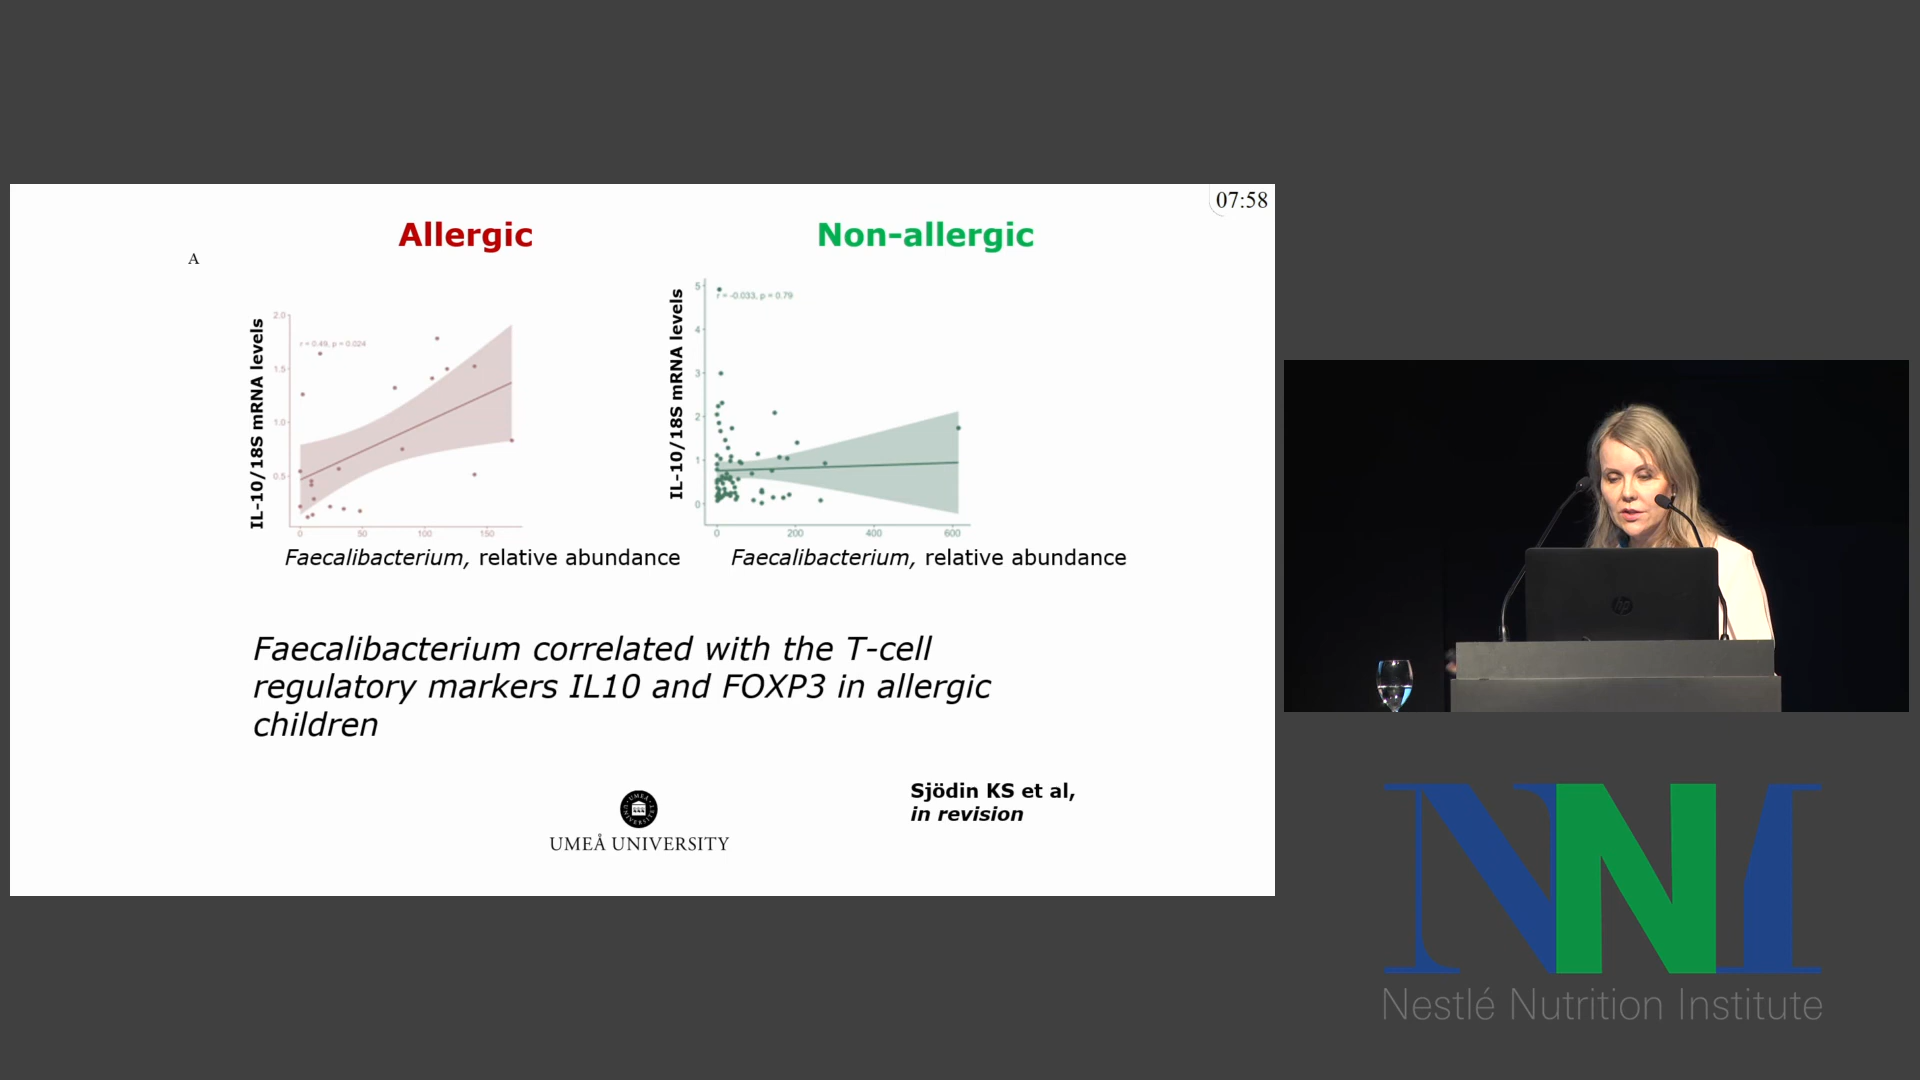 07:58
Allergic
Non-allergic
A
IL-10/18S mRNA levels
2.0
1.5
1.0
0.5
r = 0.49, p = 0.024
0
50
100
150
Faecalibacterium, relative abundance
IL-10/18S mRNA levels
5
4
3
2
1
0
r = -0.033, p = 0.79
0
200
400
600
Faecalibacterium, relative abundance
Faecalibacterium correlated with the T-cell
regulatory markers IL10 and FOXP3 in allergic
children
Sjödin KS et al,
in revision
UMEÅ UNIVERSITY
hp
NNI
Nestlé Nutrition Institute